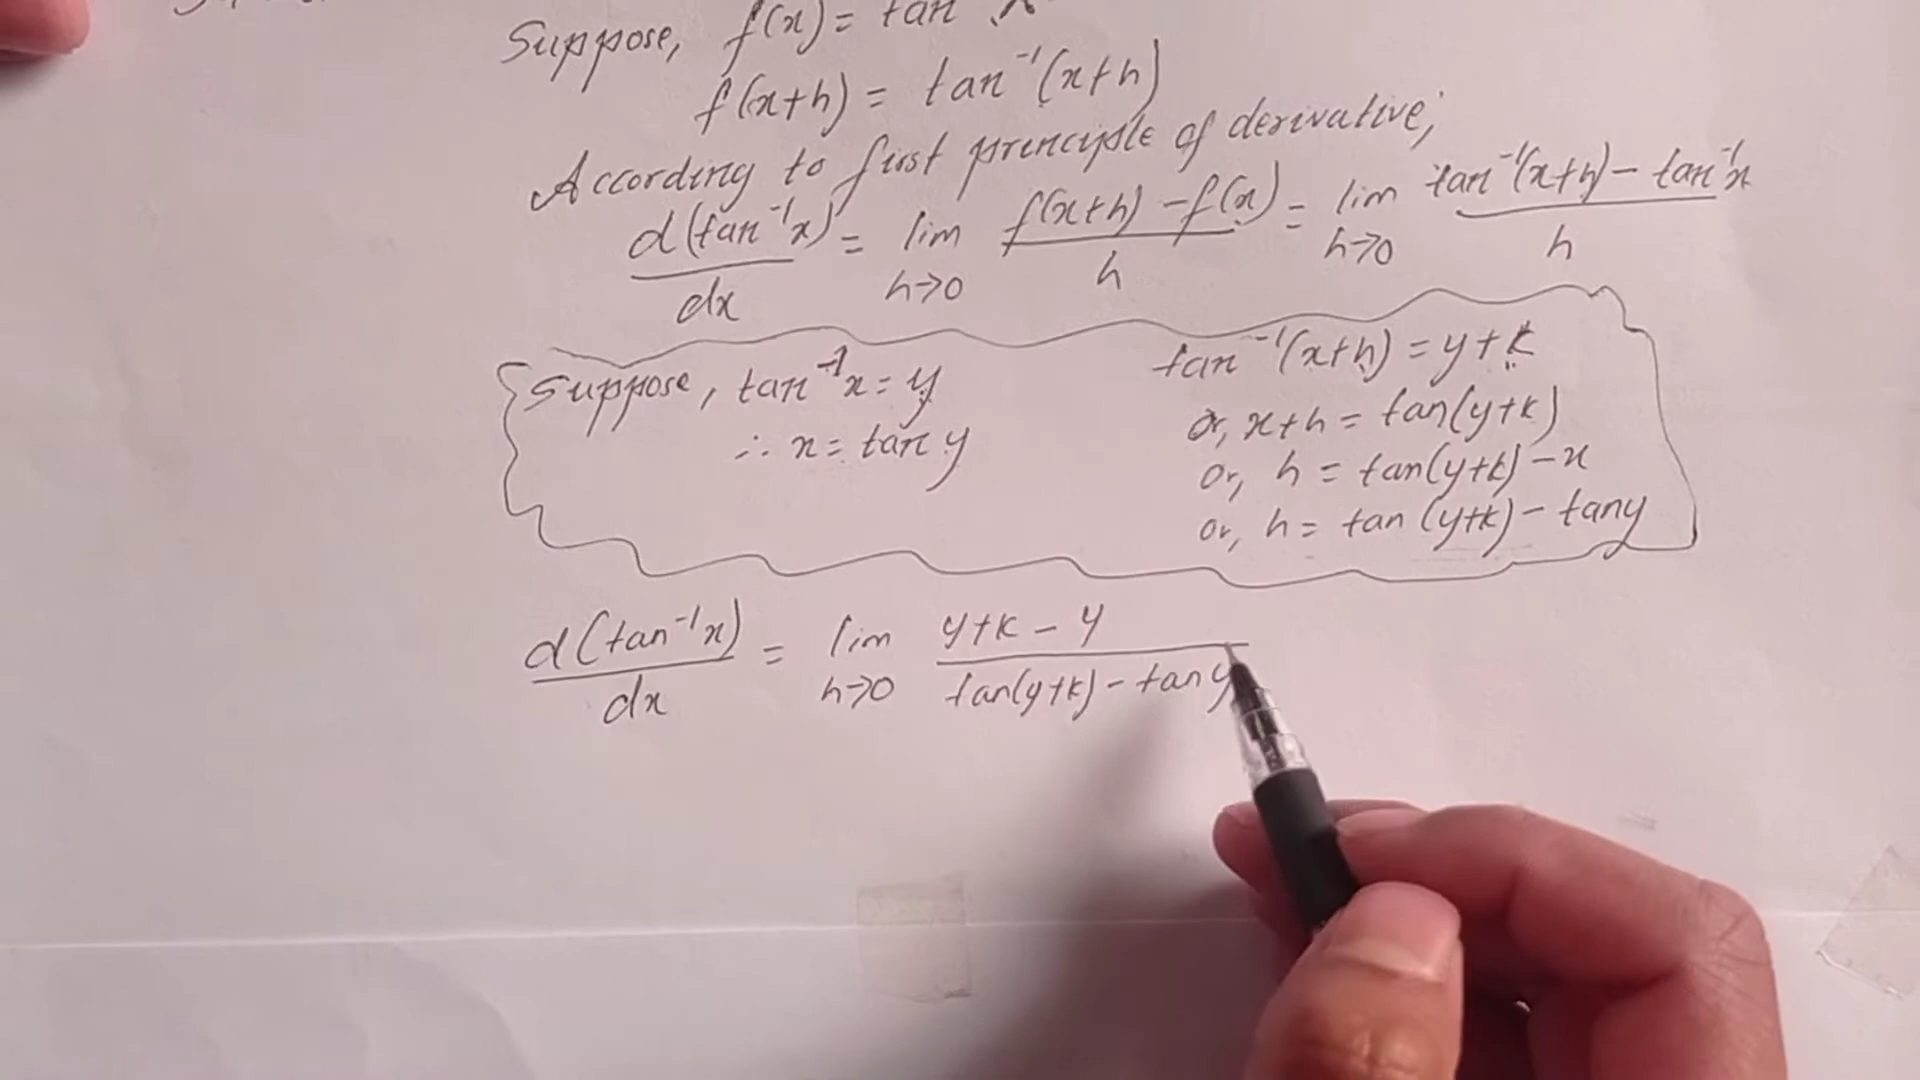 Suppose, f(x) = tan x
f(x+h) = tan⁻¹(x+h)
According to first principle of derivative;
d(tan⁻¹x)/dx = lim h→0 f(x+h) - f(x)/h = lim h→0 tan⁻¹(x+h) - tan⁻¹x/h
Suppose, tan⁻¹x = y
∴ x = tan y
tan⁻¹(x+h) = y+k
or, x+h = tan(y+k)
or, h = tan(y+k) - x
or, h = tan(y+k) - tany
d(tan⁻¹x)/dx = lim h→0 y+k - y/tan(y+k) - tan y